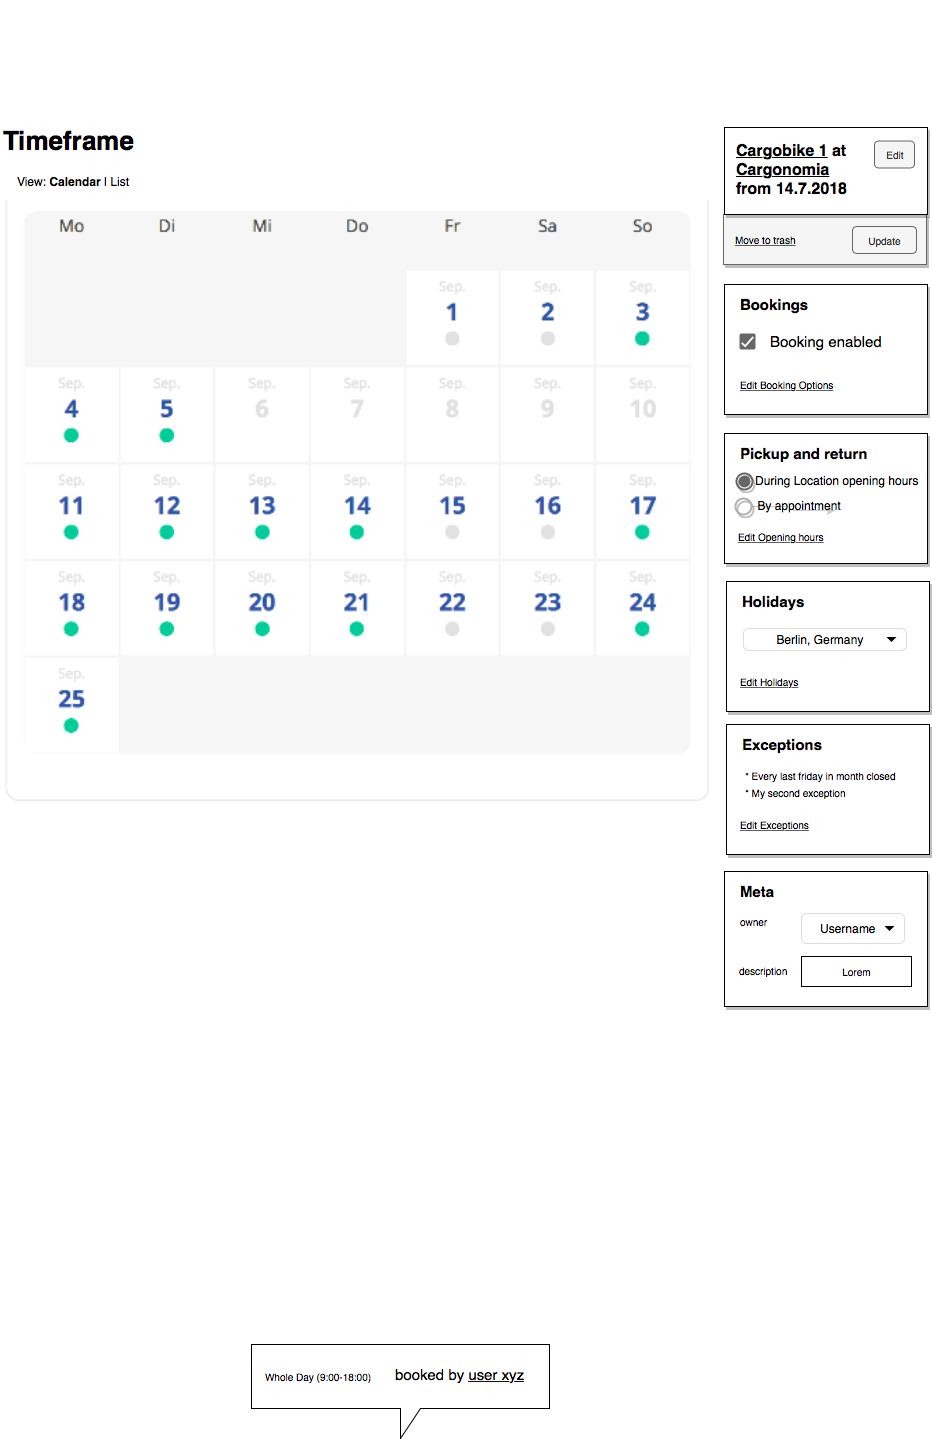 Timeframe
View: Calendar I List
Mo Di Mi Do Fr Sa So
Sep. Sep. Sep.
1 2 3
Sep. Sep. Sep. Sep. Sep. Sep. Sep.
4 5 6 7 8 9 10
Sep. Sep. Sep. Sep. Sep. Sep. Sep.
11 12 13 14 15 16 17
Sep. Sep. Sep. Sep. Sep. Sep. Sep.
18 19 20 21 22 23 24
Sep.
25
Cargobike 1 at
Cargonomia
from 14.7.2018
Edit
Move to trash
Update
Bookings
Booking enabled
Edit Booking Options
Pickup and return
During Location opening hours
By appointment
Edit Opening hours
Holidays
Berlin, Germany
Edit Holidays
Exceptions
* Every last friday in month closed
* My second exception
Edit Exceptions
Meta
owner
Username
description
Lorem
Whole Day (9:00-18:00) booked by user xyz